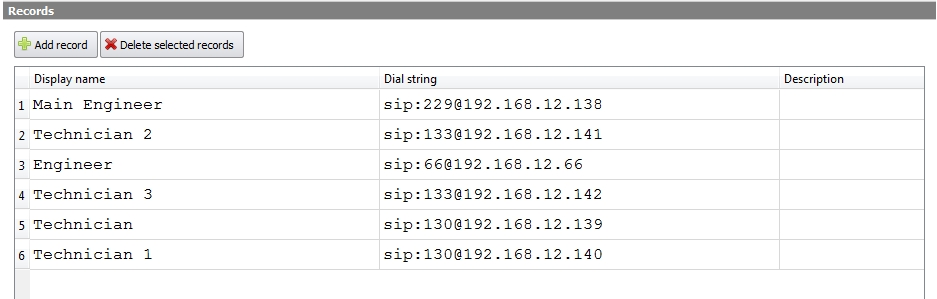 Records
Add record Delete selected records
Display name Dial string Description
1 Main Engineer sip:229@192.168.12.138
2 Technician 2 sip:133@192.168.12.141
3 Engineer sip:66@192.168.12.66
4 Technician 3 sip:133@192.168.12.142
5 Technician sip:130@192.168.12.139
6 Technician 1 sip:130@192.168.12.140